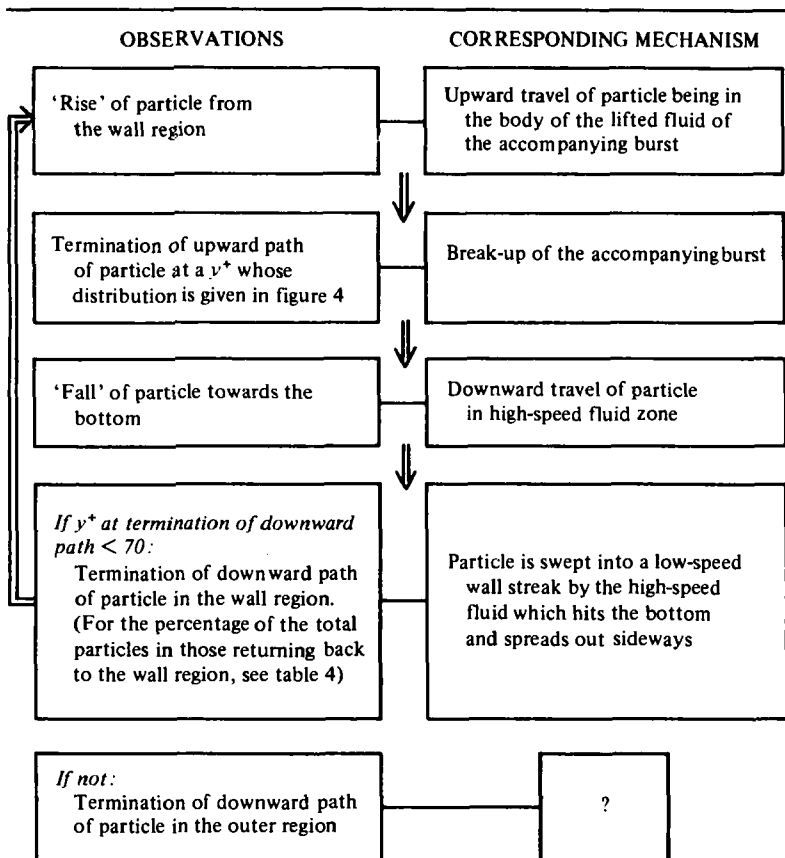 OBSERVATIONS
CORRESPONDING MECHANISM
'Rise' of particle from
the wall region
Upward travel of particle being in
the body of the lifted fluid of
the accompanying burst
Termination of upward path
of particle at a y⁺ whose
distribution is given in figure 4
Break-up of the accompanying burst
'Fall' of particle towards the
bottom
Downward travel of particle
in high-speed fluid zone
If y⁺ at termination of downward
path < 70:
Termination of downward path
of particle in the wall region.
(For the percentage of the total
particles in those returning back
to the wall region, see table 4)
Particle is swept into a low-speed
wall streak by the high-speed
fluid which hits the bottom
and spreads out sideways
If not:
Termination of downward path
of particle in the outer region
?